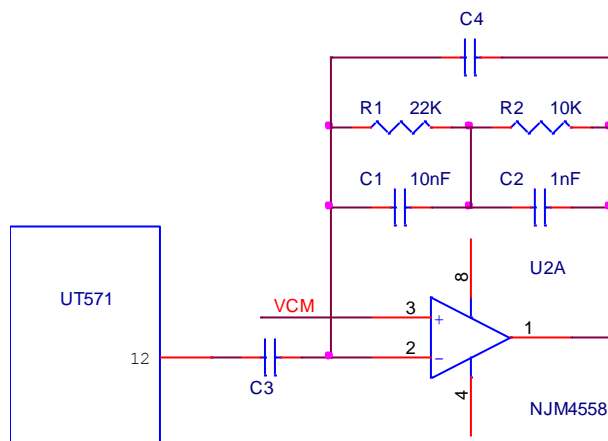 C4
R1 22K R2 10K
C1 10nF C2 1nF
8 U2A
UT571
VCM 3 +
1
12 2 −
C3 4 NJM4558